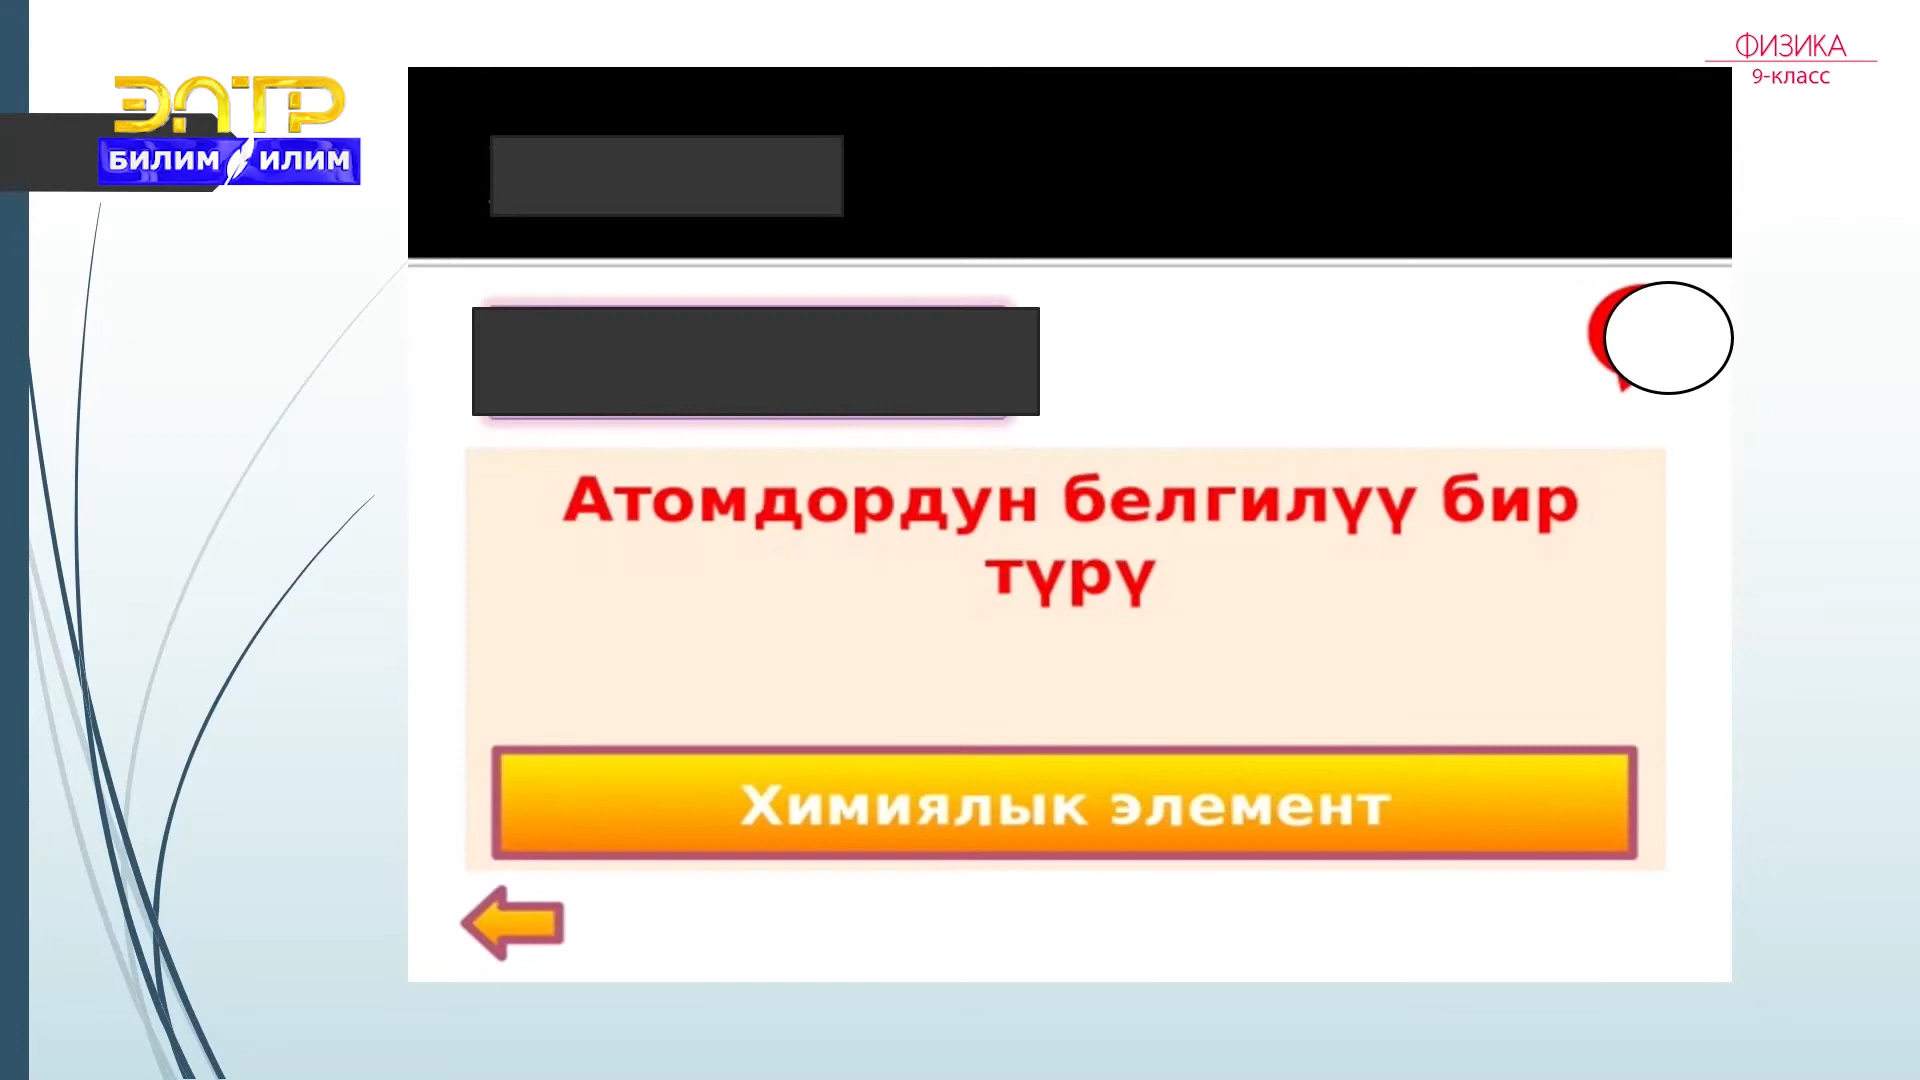 ФИЗИКА
9-класс
ЭЛТР
БИЛИМ ИЛИМ
Атомдордун белгилүү бир
түрү
Химиялык элемент